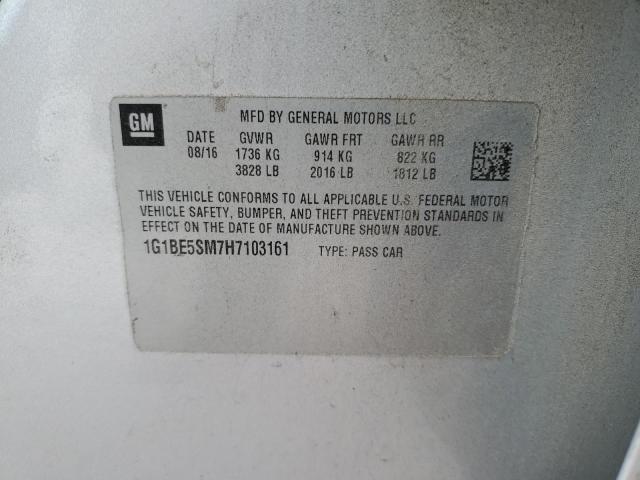 GM
MFD BY GENERAL MOTORS LLC
DATE GVWR GAWR FRT GAWR RR
08/16 1736 KG 914 KG 822 KG
3828 LB 2016 LB 1812 LB
THIS VEHICLE CONFORMS TO ALL APPLICABLE U.S. FEDERAL MOTOR
VEHICLE SAFETY, BUMPER, AND THEFT PREVENTION STANDARDS IN
EFFECT ON THE DATE OF MANUFACTURE SHOWN ABOVE.
1G1BE5SM7H7103161 TYPE: PASS CAR